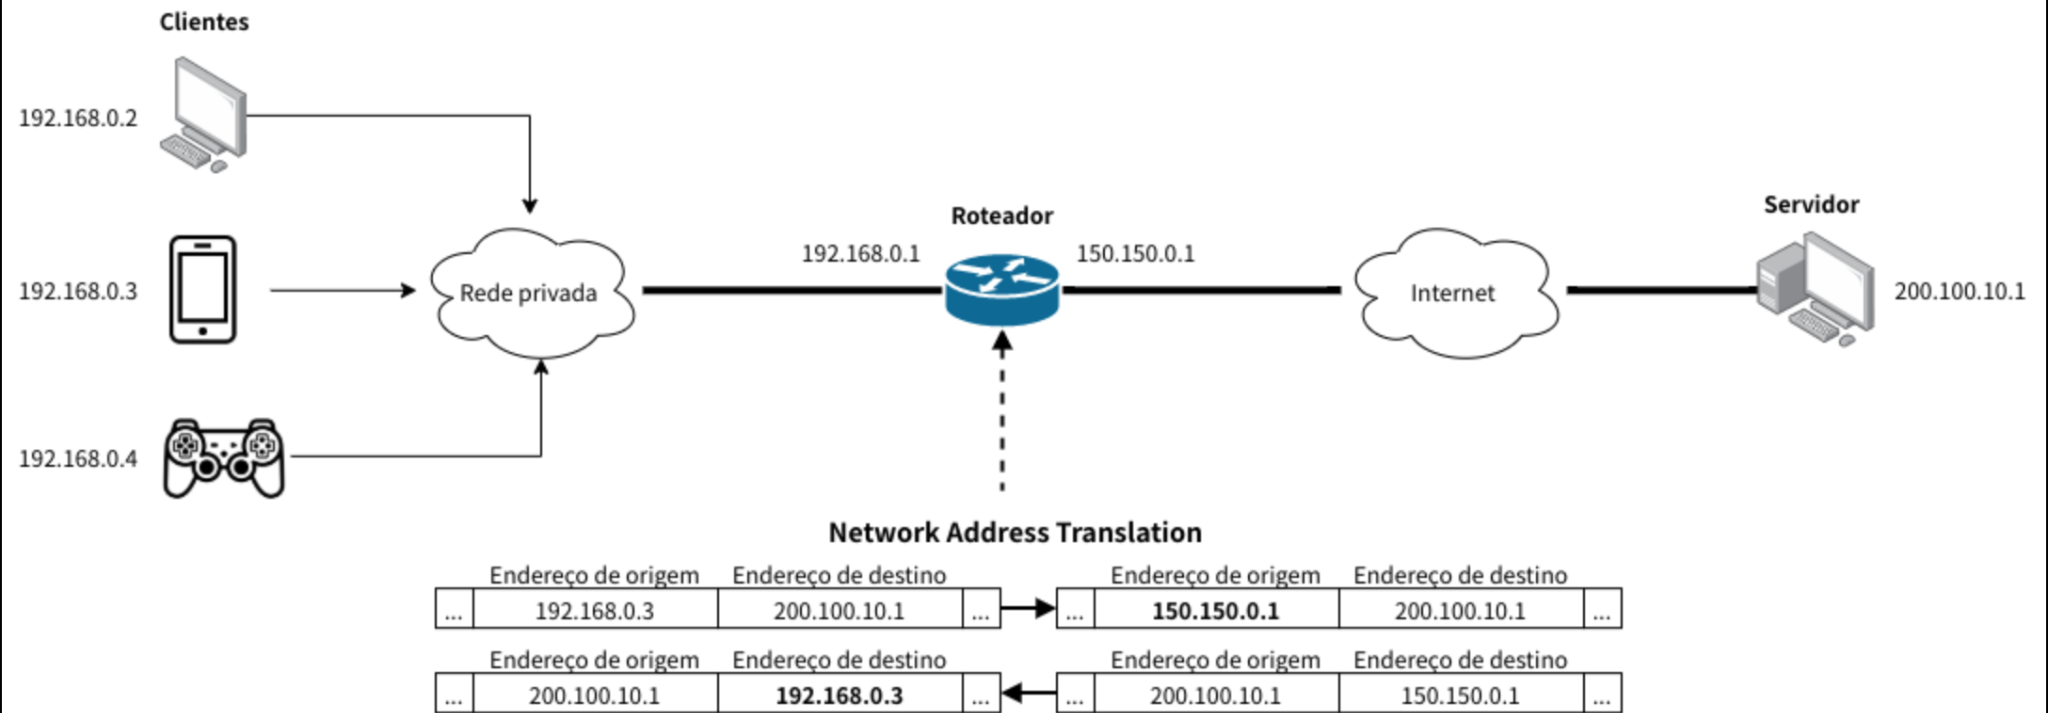 Clientes
192.168.0.2
Roteador
Servidor
192.168.0.1
150.150.0.1
192.168.0.3
Rede privada
Internet
200.100.10.1
192.168.0.4
Network Address Translation
Endereço de origem Endereço de destino Endereço de origem Endereço de destino
... 192.168.0.3 200.100.10.1 ... ... 150.150.0.1 200.100.10.1 ...
Endereço de origem Endereço de destino Endereço de origem Endereço de destino
... 200.100.10.1 192.168.0.3 ... ... 200.100.10.1 150.150.0.1 ...